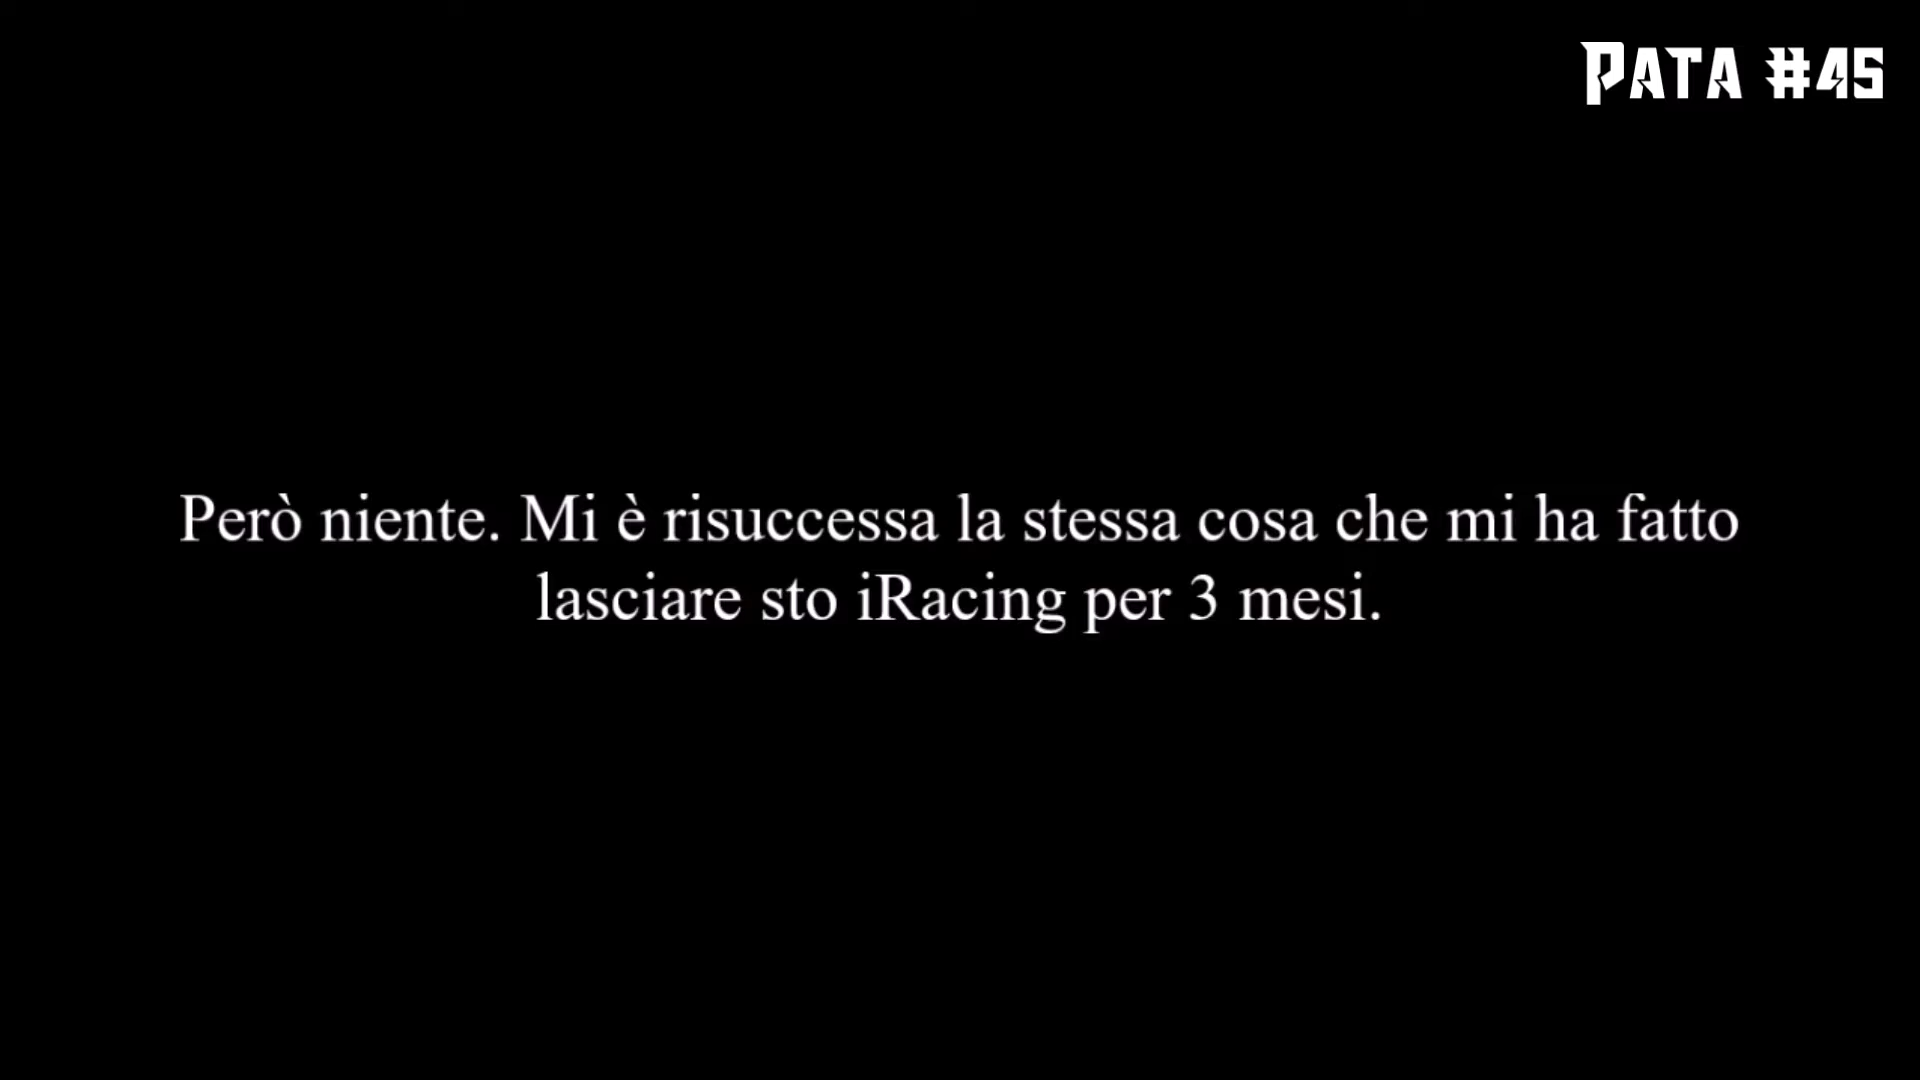 PATA #45
Però niente. Mi è risuccessa la stessa cosa che mi ha fatto
lasciare sto iRacing per 3 mesi.